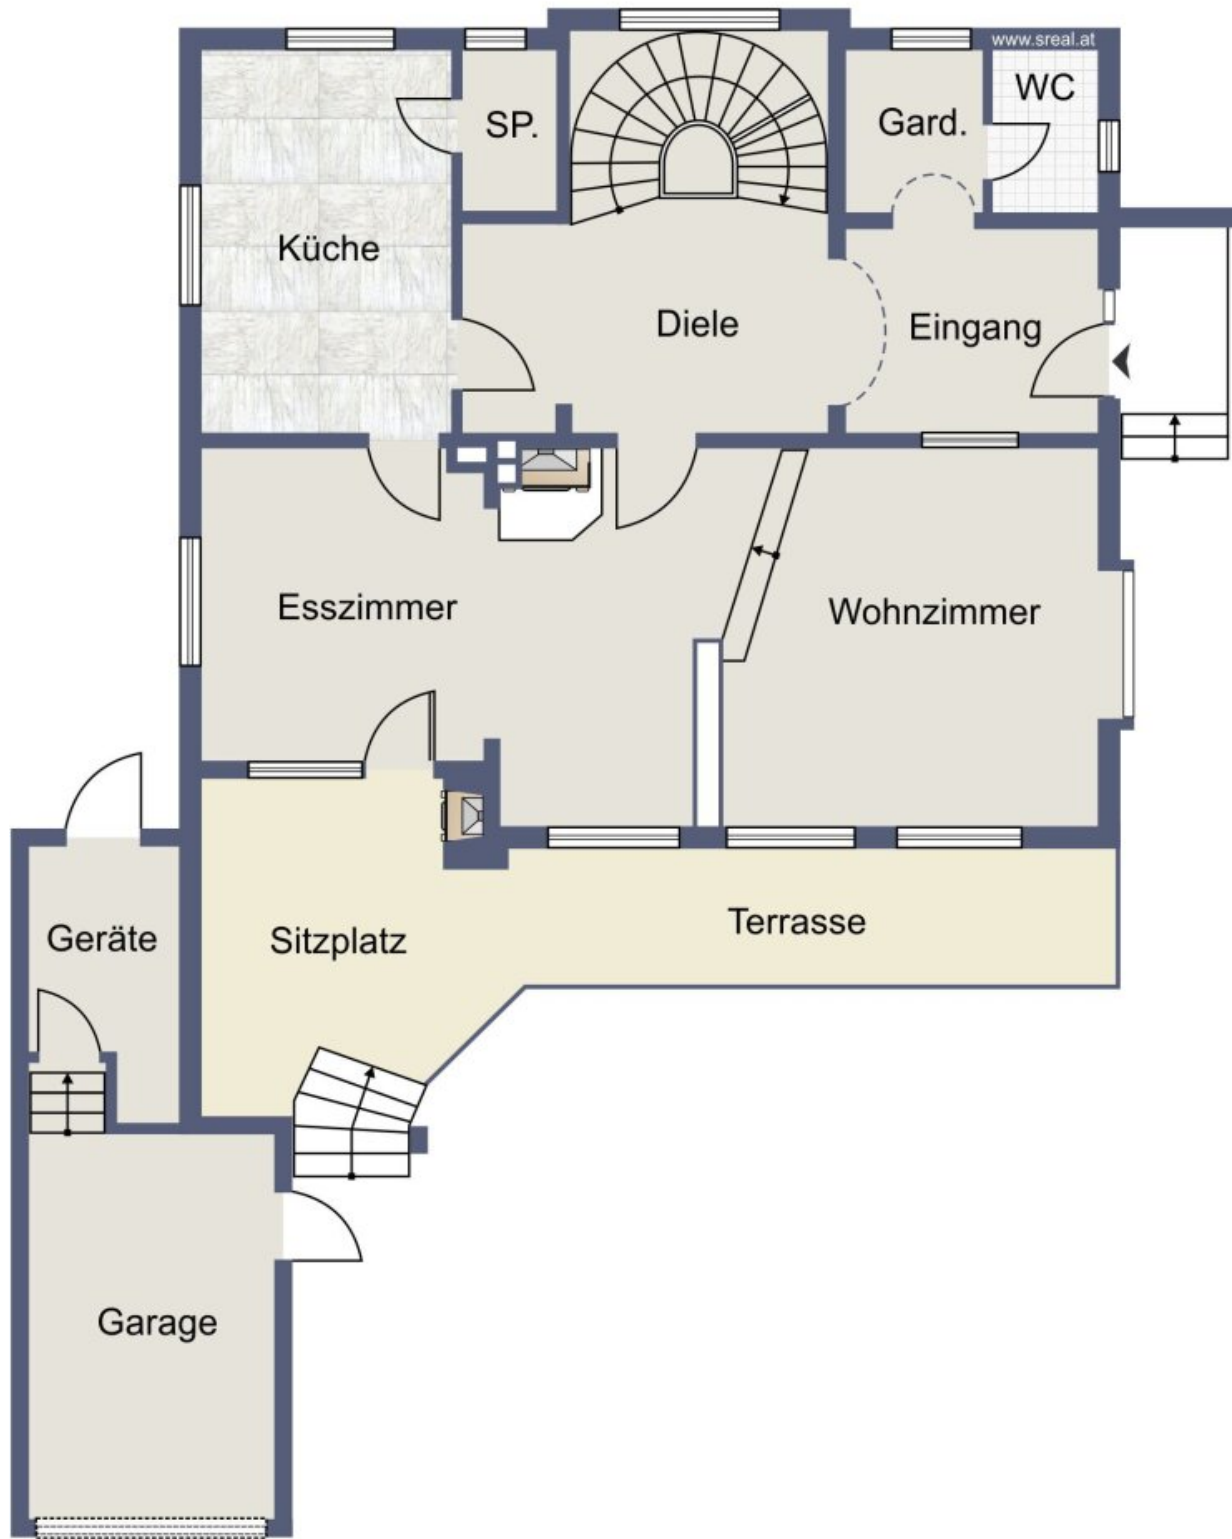 www.sreal.at
WC
SP.
Gard.
Küche
Diele
Eingang
Esszimmer
Wohnzimmer
Geräte
Sitzplatz
Terrasse
Garage